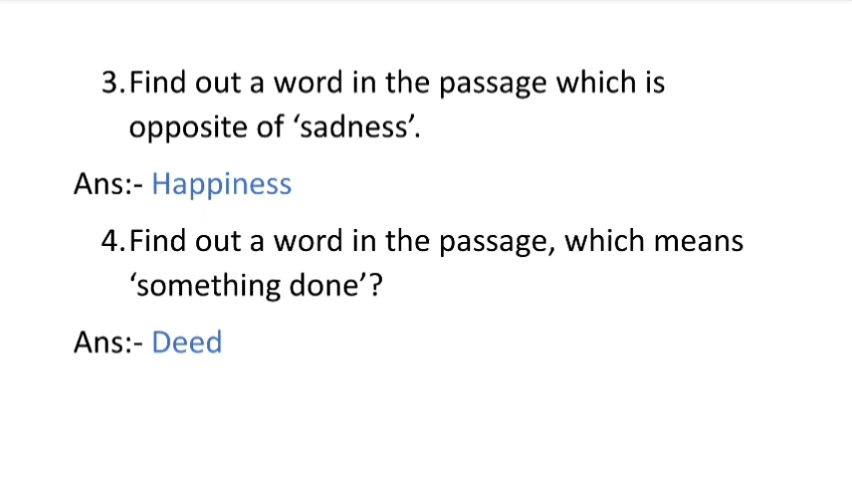 3.Find out a word in the passage which is
opposite of ‘sadness’.
Ans:- Happiness
4.Find out a word in the passage, which means
‘something done’?
Ans:- Deed